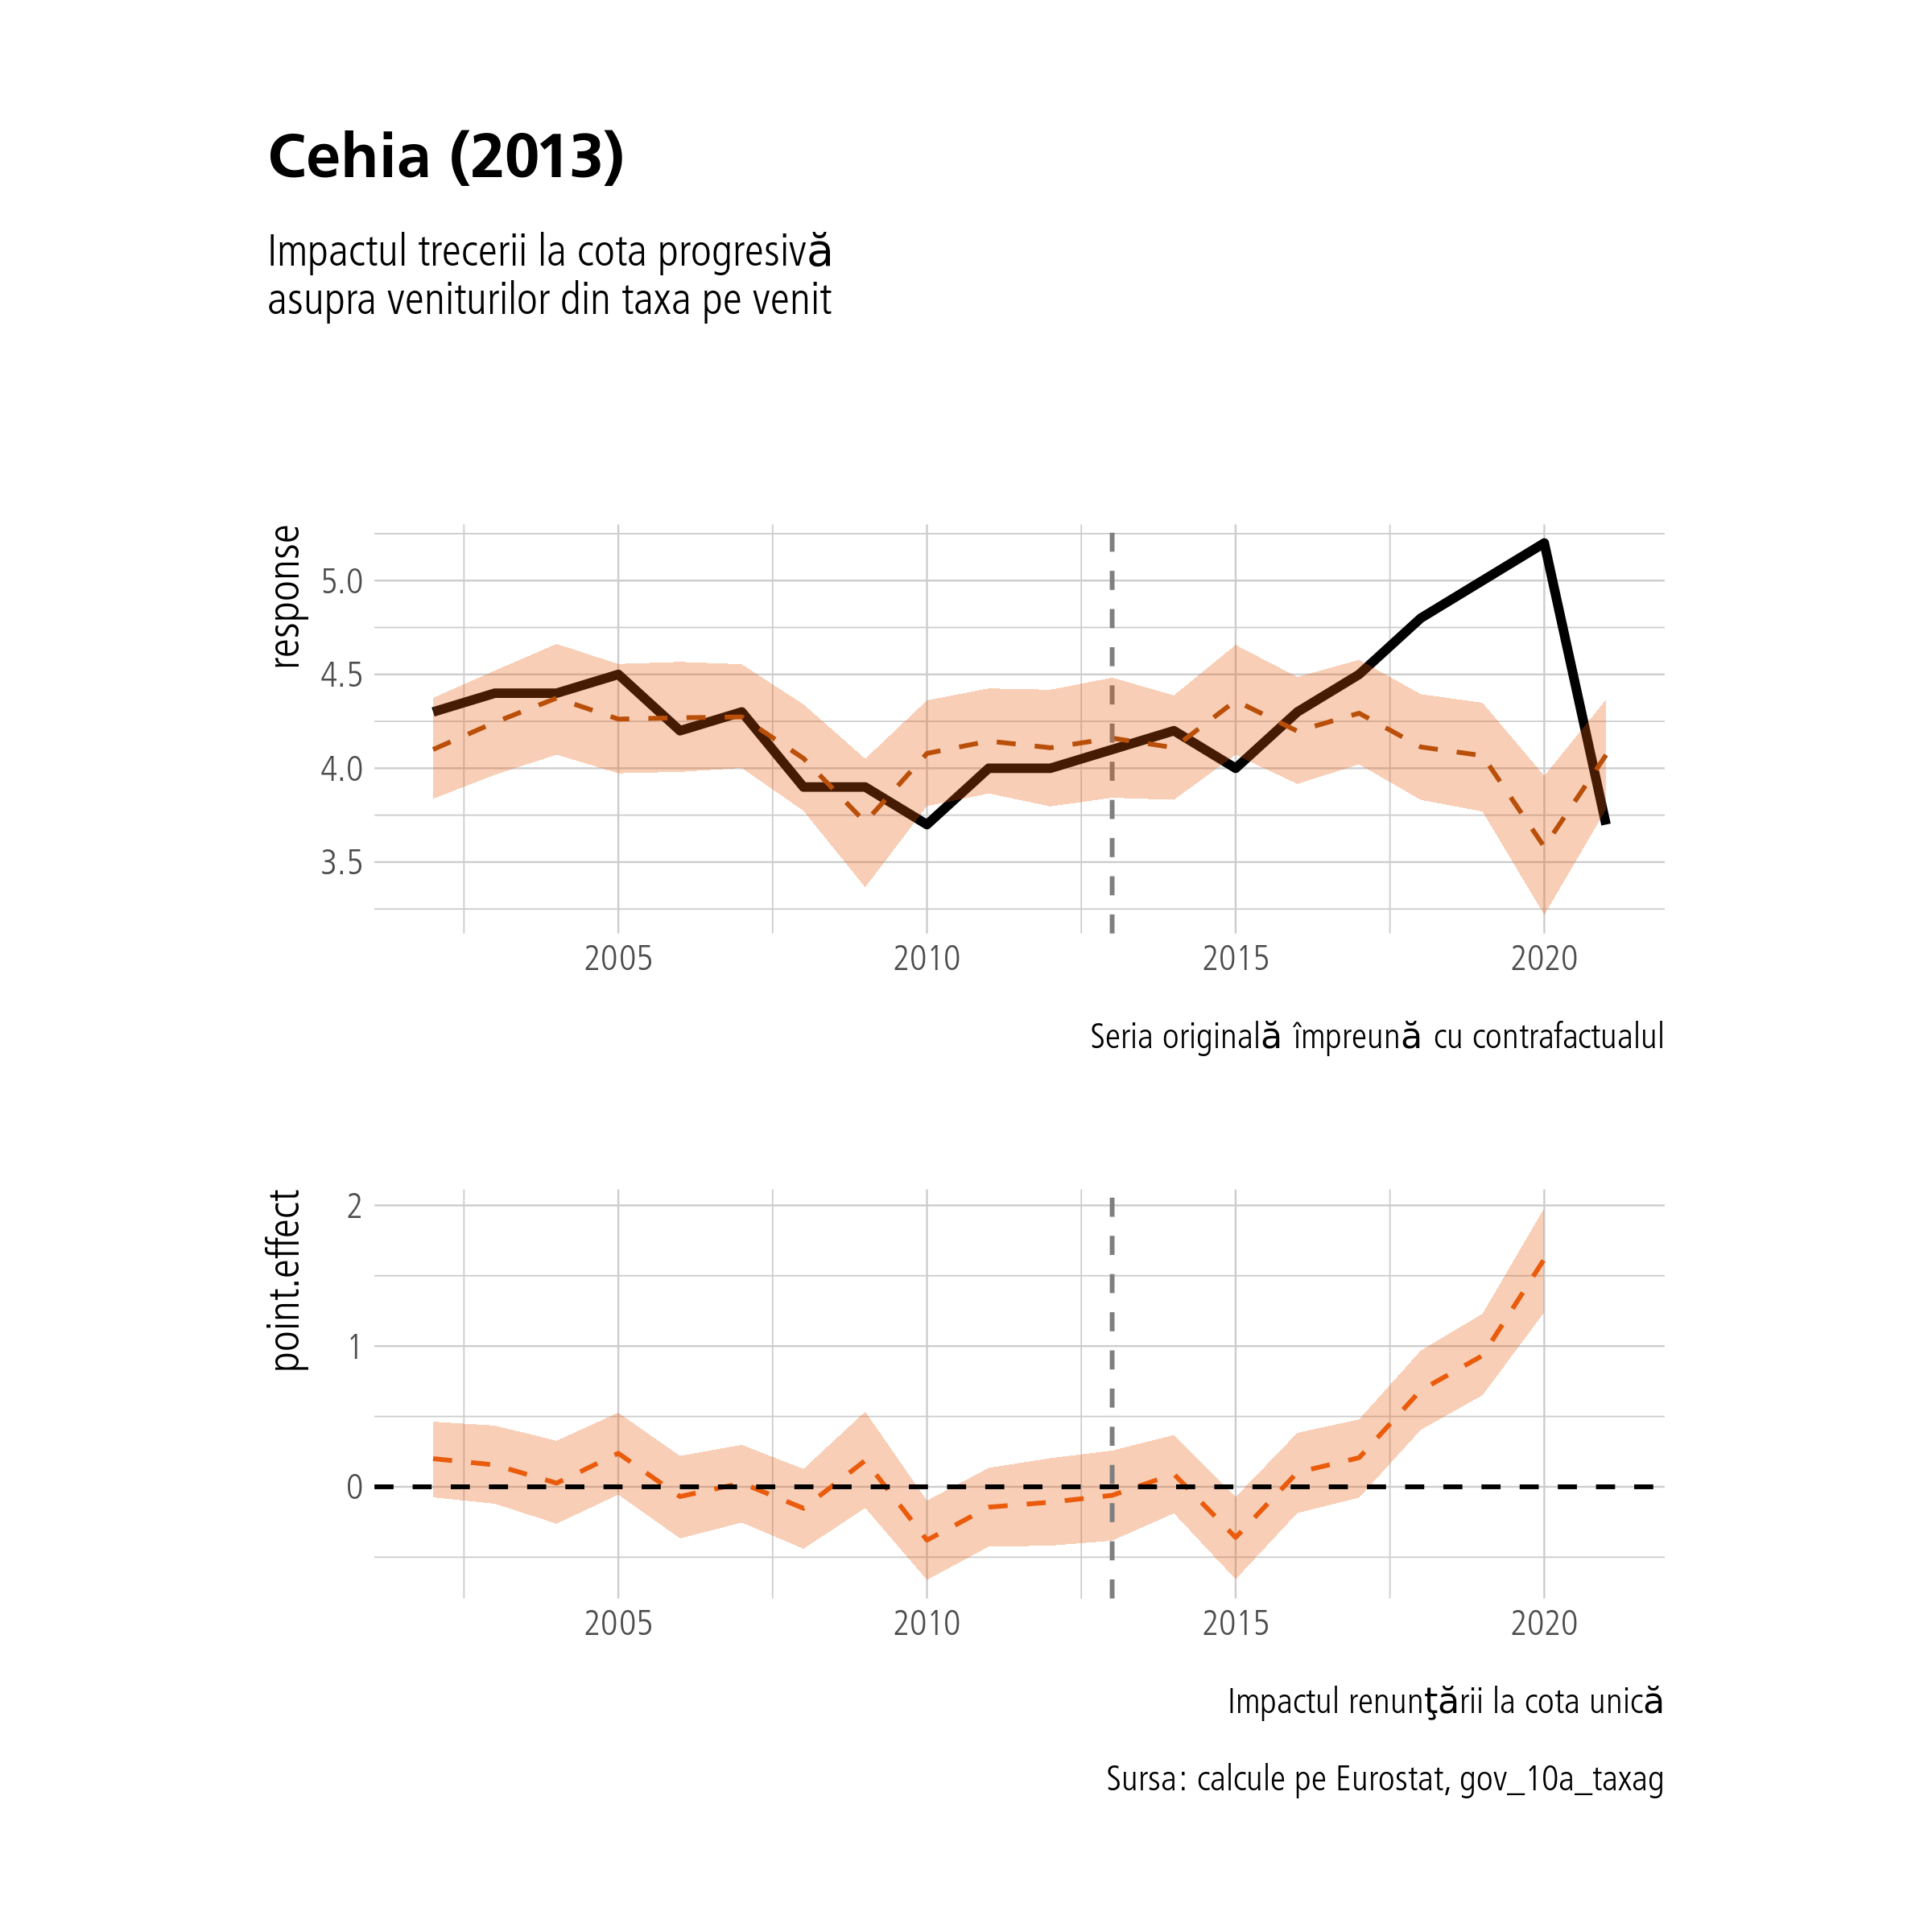 Cehia (2013)
Impactul trecerii la cota progresivă
asupra veniturilor din taxa pe venit
response
5.0
4.5
4.0
3.5
2005 2010 2015 2020
Seria originală împreună cu contrafactualul
point.effect
2
1
0
2005 2010 2015 2020
Impactul renunţării la cota unică
Sursa: calcule pe Eurostat, gov_10a_taxag